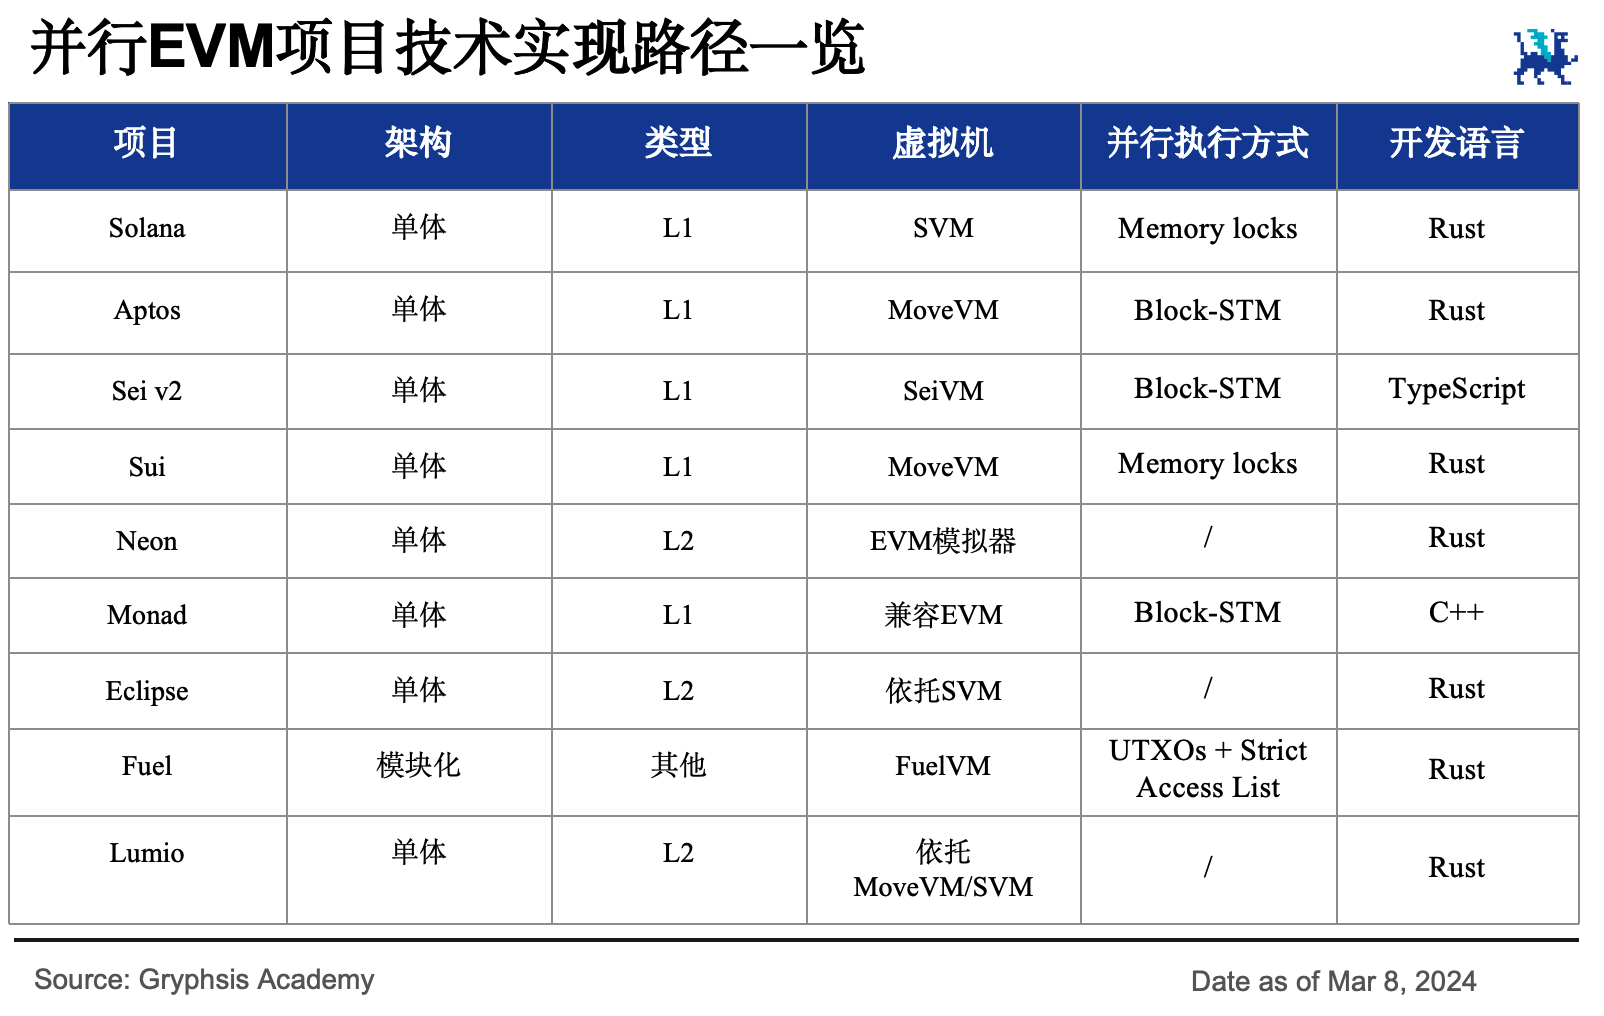 并行EVM项目技术实现路径一览
项目 架构 类型 虚拟机 并行执行方式 开发语言
Solana 单体 L1 SVM Memory locks Rust
Aptos 单体 L1 MoveVM Block-STM Rust
Sei v2 单体 L1 SeiVM Block-STM TypeScript
Sui 单体 L1 MoveVM Memory locks Rust
Neon 单体 L2 EVM模拟器 / Rust
Monad 单体 L1 兼容EVM Block-STM C++
Eclipse 单体 L2 依托SVM / Rust
Fuel 模块化 其他 FuelVM UTXOs + Strict
Access List Rust
Lumio 单体 L2 依托
MoveVM/SVM / Rust
Source: Gryphsis Academy
Date as of Mar 8, 2024